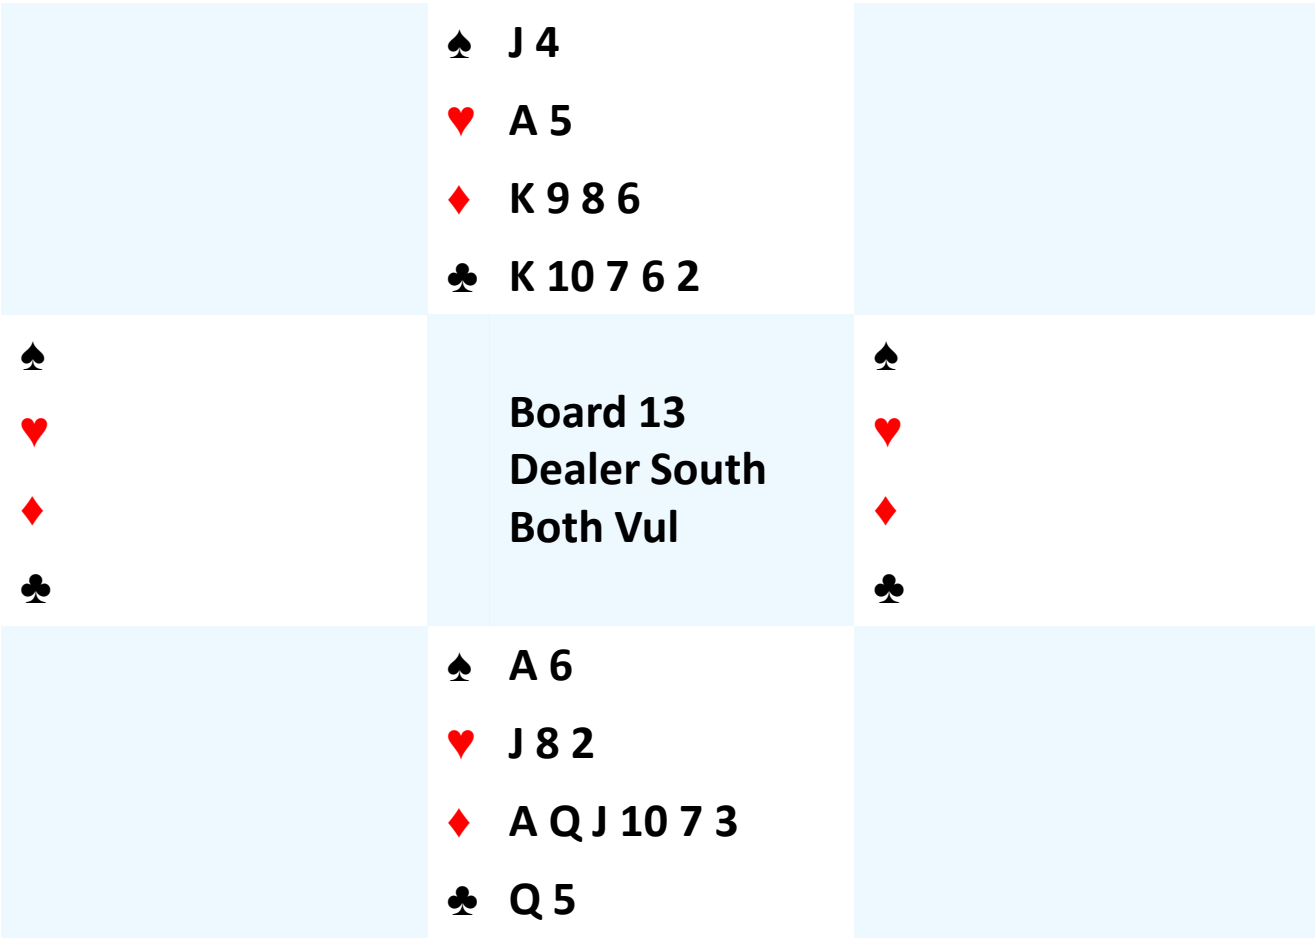 ♠ J 4
♥ A 5
♦ K 9 8 6
♣ K 10 7 6 2
♠
♥
♦
♣
Board 13
Dealer South
Both Vul
♠
♥
♦
♣
♠ A 6
♥ J 8 2
♦ A Q J 10 7 3
♣ Q 5